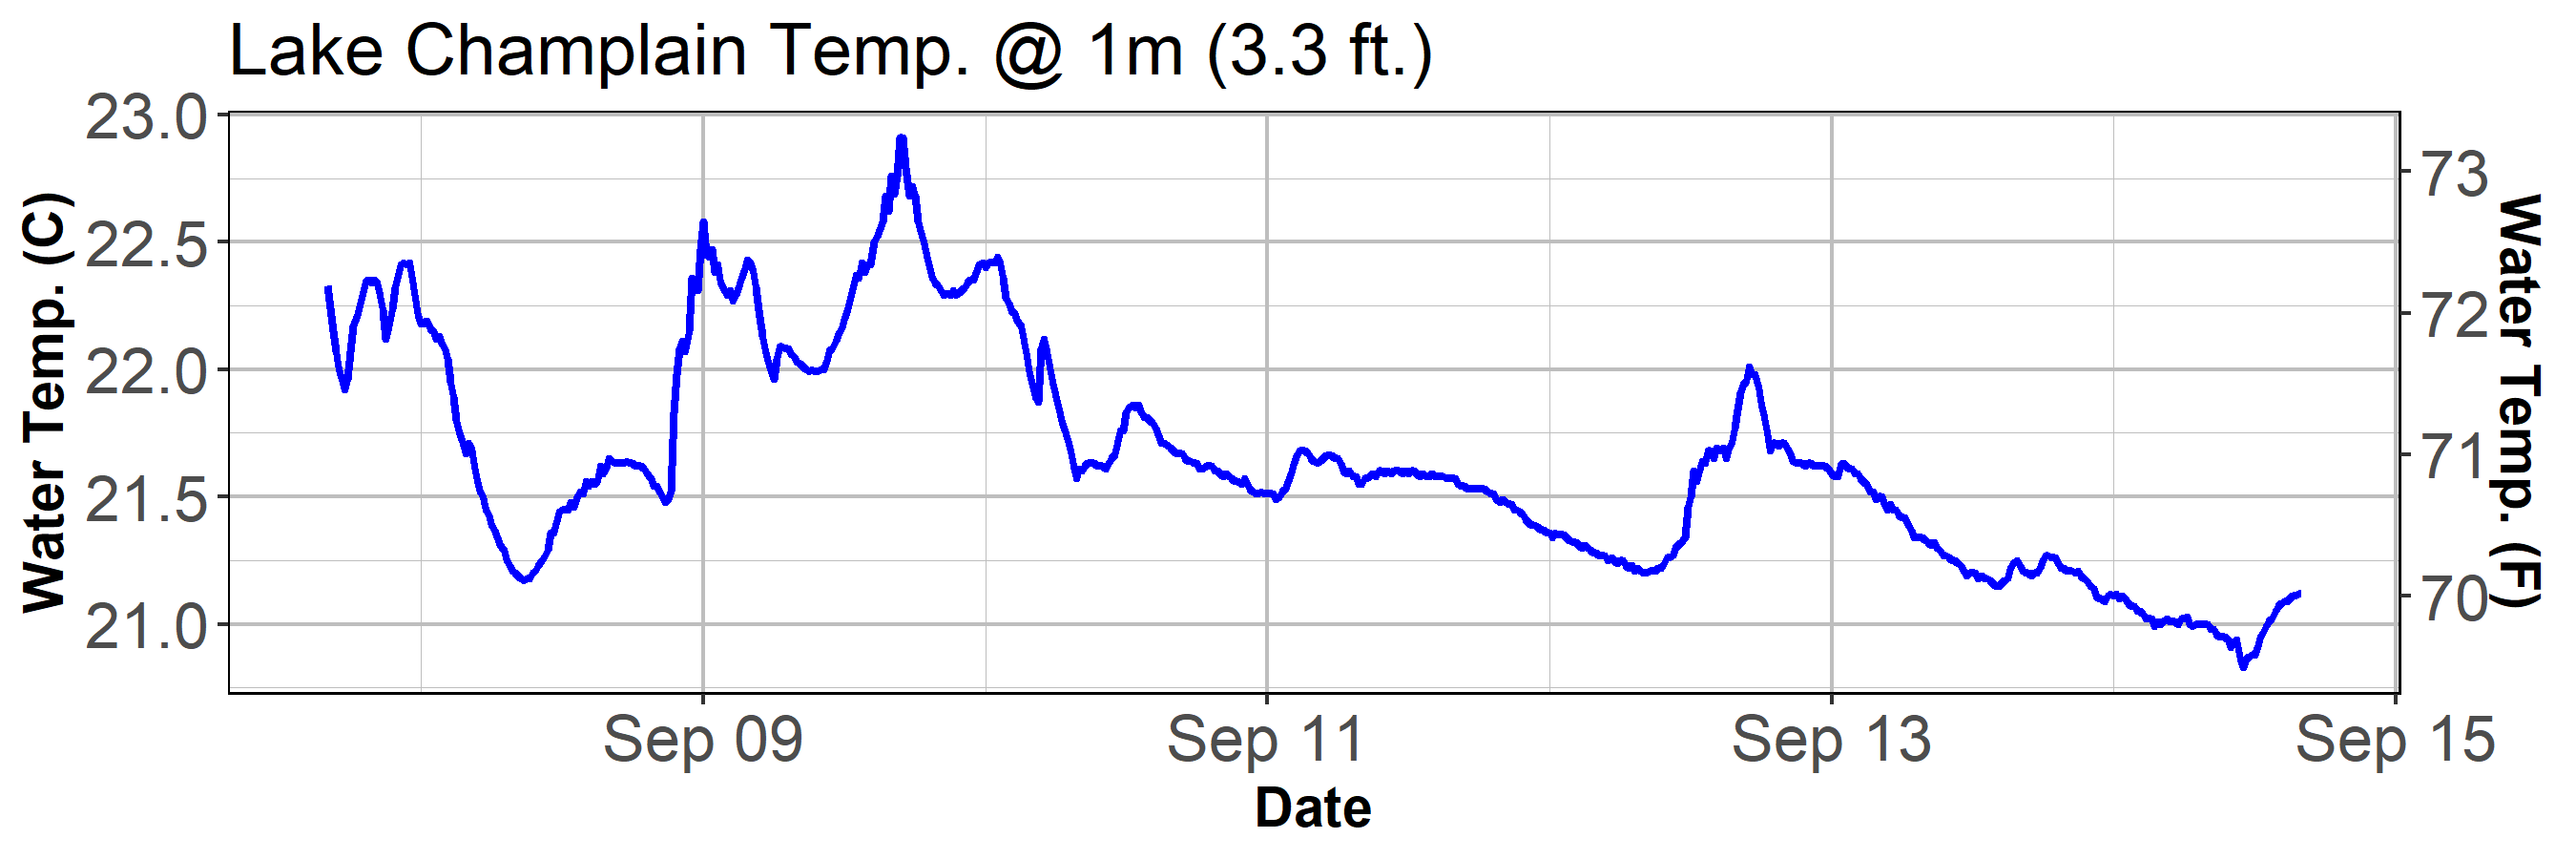 Lake Champlain Temp. @ 1m (3.3 ft.)
Water Temp. (C)
23.0
22.5
22.0
21.5
21.0
73
72
71
70
Water Temp. (F)
Sep 09
Sep 11
Sep 13
Sep 15
Date